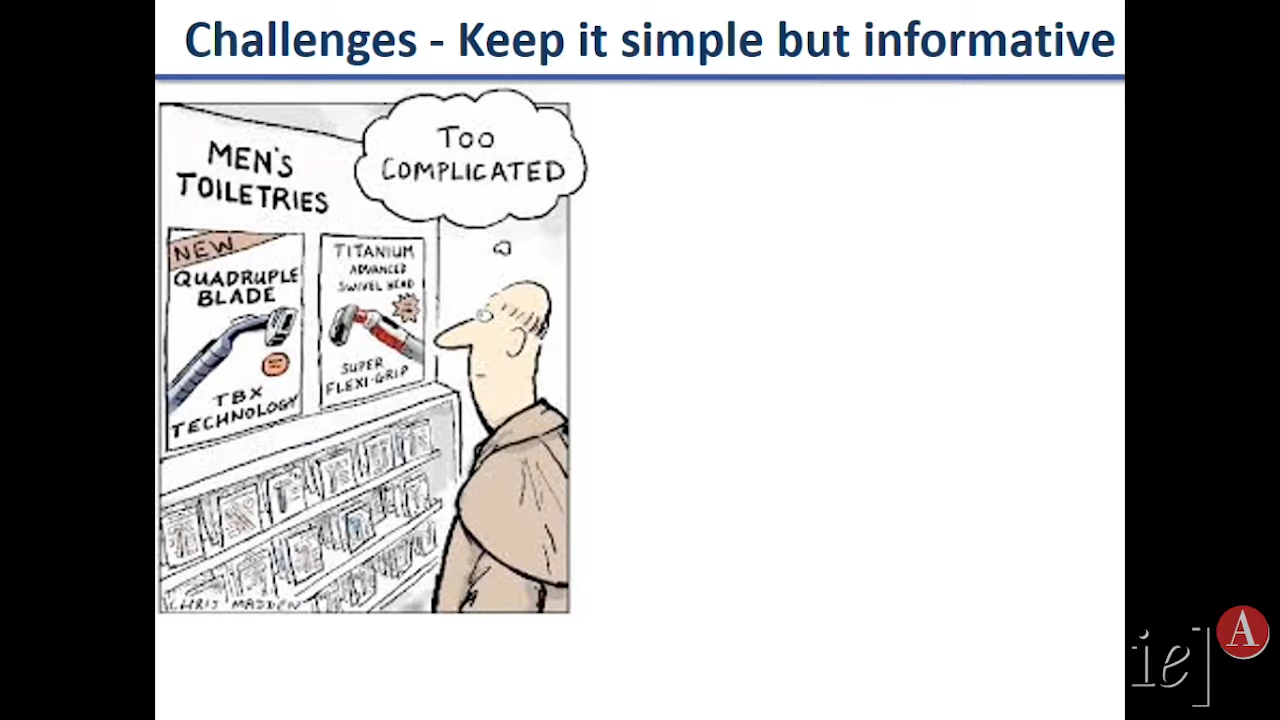 Challenges - Keep it simple but informative
TOO
COMPLICATED
MEN'S
TOILETRIES
NEW
QUADRUPLE
BLADE
TBX
TECHNOLOGY
TITANIUM
ADVANCED
SWIVEL HEAD
SUPER
FLEXI-GRIP
CHRIS MADDEN
ie]
A